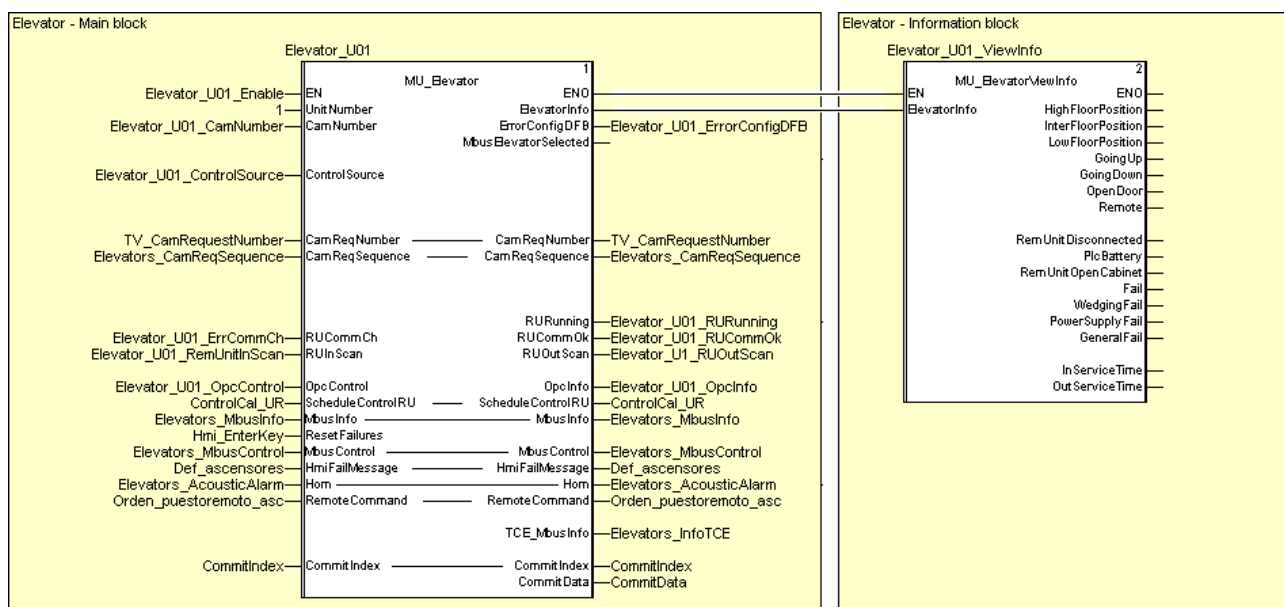 Elevator - Main block
Elevator - Information block
Elevator_U01
Elevator_U01_ViewInfo
1
2
MU_Elevator
MU_ElevatorViewInfo
Elevator_U01_Enable EN ENO EN ENO
1 UnitNumber ElevatorInfo ElevatorInfo HighFloorPosition
Elevator_U01_CamNumber CamNumber ErrorConfigDFB Elevator_U01_ErrorConfigDFB InterFloorPosition
MbusElevatorSelected LowFloorPosition
GoingUp
Elevator_U01_ControlSource ControlSource GoingDown
OpenDoor
Remote
TV_CamRequestNumber CamReqNumber CamReqNumber TV_CamRequestNumber RemUnitDisconnected
Elevators_CamReqSequence CamReqSequence CamReqSequence Elevators_CamReqSequence PlcBattery
RemUnitOpenCabinet
Fail
WedgingFail
RURunning Elevator_U01_RURunning PowerSupplyFail
Elevator_U01_ErrCommCh RUCommCh RUCommOk Elevator_U01_RUCommOk GeneralFail
Elevator_U01_RemUnitInScan RUInScan RUOutScan Elevator_U1_RUOutScan
InServiceTime
Elevator_U01_OpcControl OpcControl OpcInfo Elevator_U01_OpcInfo OutServiceTime
ControlCal_UR ScheduleControlRU ScheduleControlRU ControlCal_UR
Elevators_MbusInfo MbusInfo MbusInfo Elevators_MbusInfo
Hmi_EnterKey ResetFailures
Elevators_MbusControl MbusControl MbusControl Elevators_MbusControl
Def_ascensores HmiFailMessage HmiFailMessage Def_ascensores
Elevators_AcousticAlarm Horn Horn Elevators_AcousticAlarm
Orden_puestoremoto_asc RemoteCommand RemoteCommand Orden_puestoremoto_asc
TCE_MbusInfo Elevators_InfoTCE
CommitIndex CommitIndex CommitIndex CommitIndex
CommitData CommitData